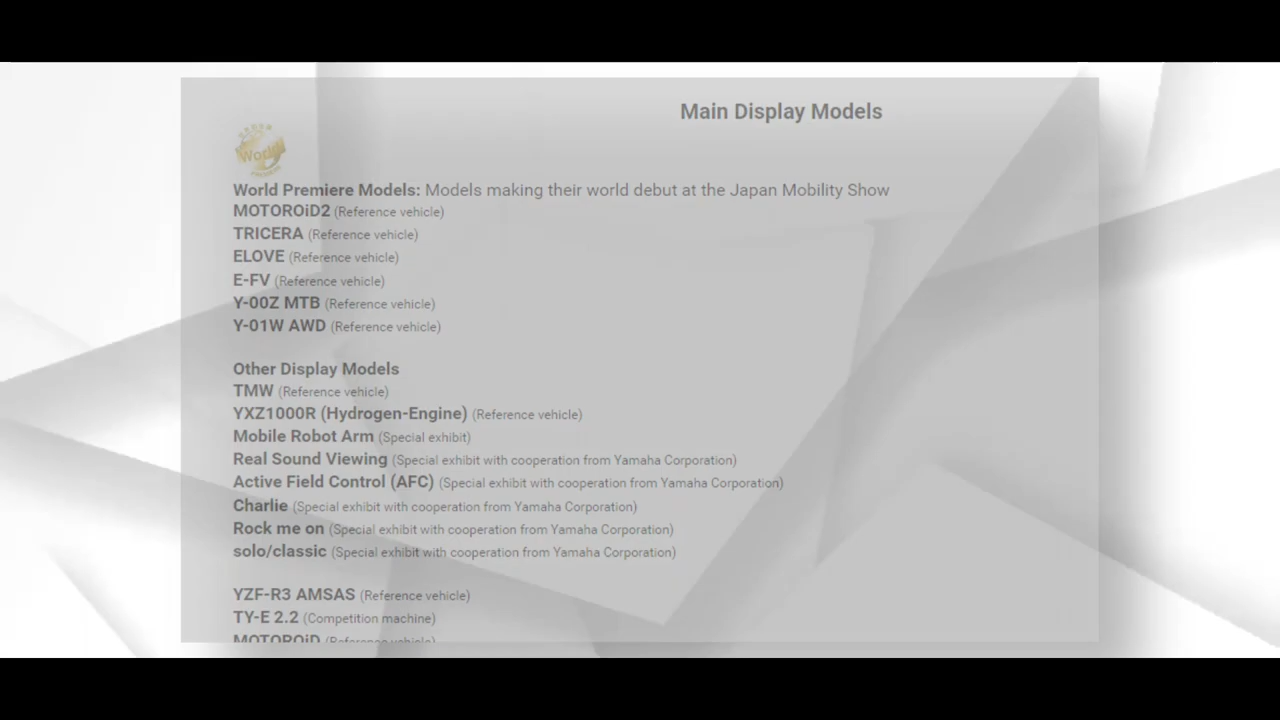 Main Display Models
World
World Premiere Models: Models making their world debut at the Japan Mobility Show
MOTOROiD2 (Reference vehicle)
TRICERA (Reference vehicle)
ELOVE (Reference vehicle)
E-FV (Reference vehicle)
Y-00Z MTB (Reference vehicle)
Y-01W AWD (Reference vehicle)
Other Display Models
TMW (Reference vehicle)
YXZ1000R (Hydrogen-Engine) (Reference vehicle)
Mobile Robot Arm (Special exhibit)
Real Sound Viewing (Special exhibit with cooperation from Yamaha Corporation)
Active Field Control (AFC) (Special exhibit with cooperation from Yamaha Corporation)
Charlie (Special exhibit with cooperation from Yamaha Corporation)
Rock me on (Special exhibit with cooperation from Yamaha Corporation)
solo/classic (Special exhibit with cooperation from Yamaha Corporation)
YZF-R3 AMSAS (Reference vehicle)
TY-E 2.2 (Competition machine)
MOTOROiD (Reference vehicle)